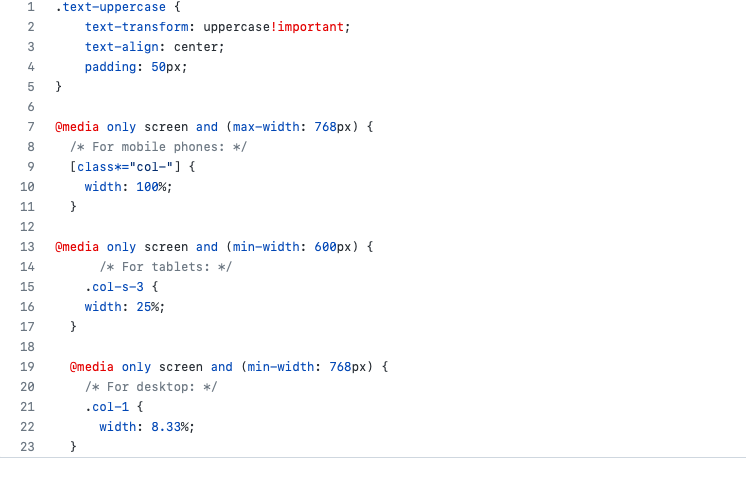 1 .text-uppercase {
2     text-transform: uppercase!important;
3     text-align: center;
4     padding: 50px;
5 }
6
7 @media only screen and (max-width: 768px) {
8   /* For mobile phones: */
9   [class*="col-"] {
10     width: 100%;
11   }
12
13 @media only screen and (min-width: 600px) {
14       /* For tablets: */
15     .col-s-3 {
16     width: 25%;
17   }
18
19   @media only screen and (min-width: 768px) {
20     /* For desktop: */
21     .col-1 {
22       width: 8.33%;
23   }